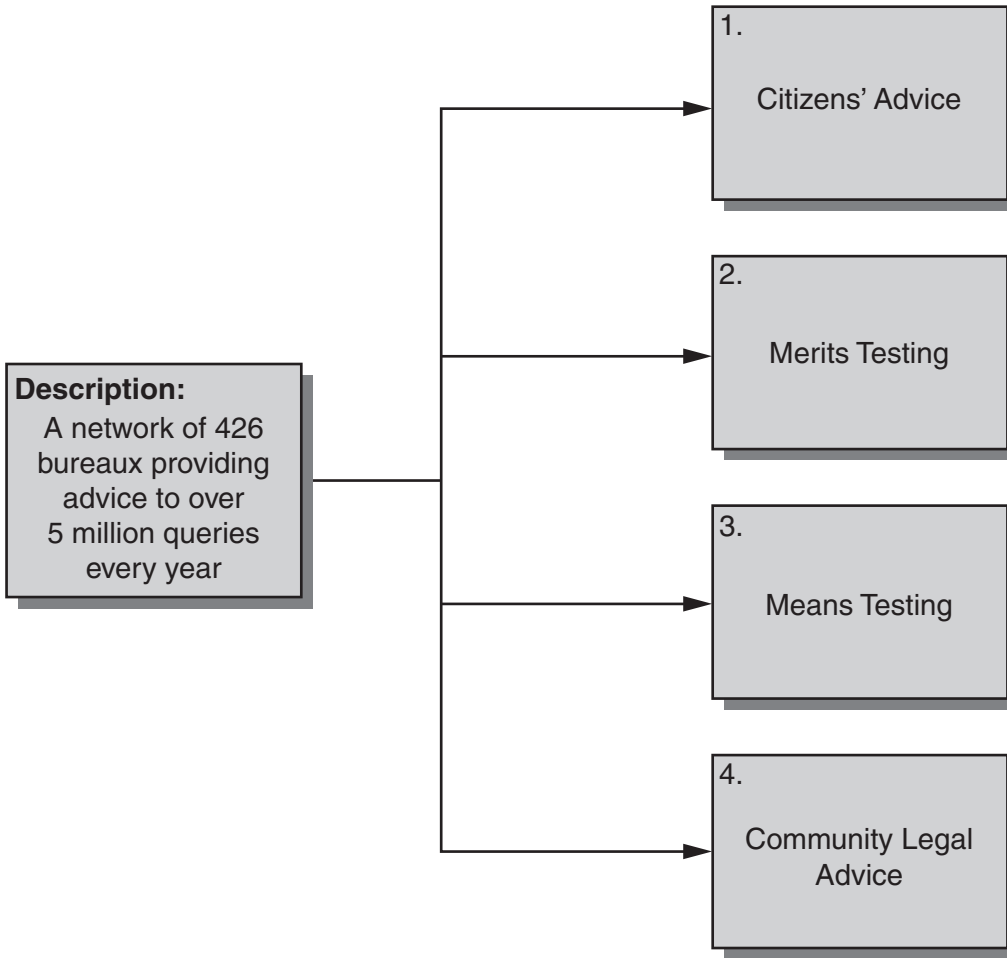 Description:
A network of 426
bureaux providing
advice to over
5 million queries
every year
1.
Citizens’ Advice
2.
Merits Testing
3.
Means Testing
4.
Community Legal
Advice